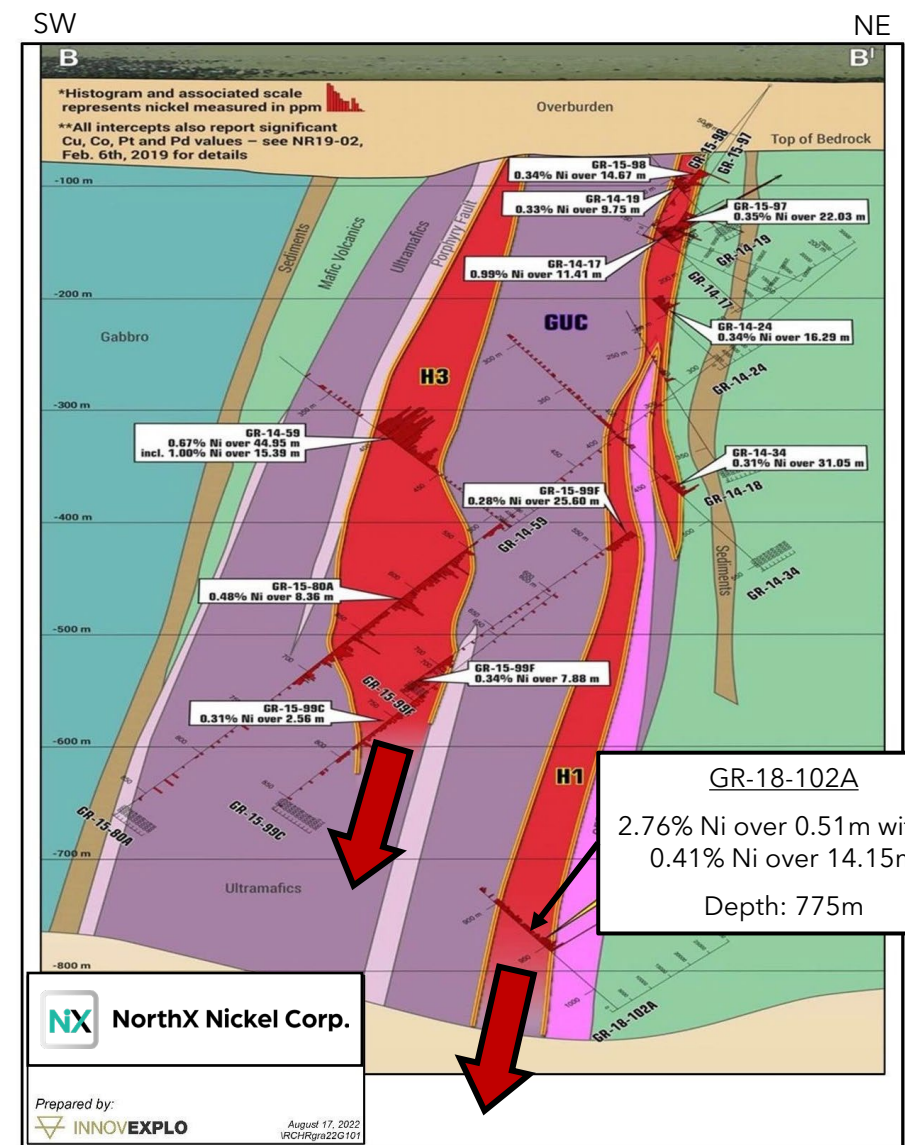 SW
NE
B
B'
*Histogram and associated scale
represents nickel measured in ppm
**All intercepts also report significant
Cu, Co, Pt and Pd values – see NR19-02,
Feb. 6th, 2019 for details
Overburden
Top of Bedrock
GR-15-98
GR-15-97
-100 m
GR-15-98
0.34% Ni over 14.67 m
GR-14-19
0.33% Ni over 9.75 m
GR-15-97
0.35% Ni over 22.03 m
GR-14-17
0.99% Ni over 11.41 m
GR-14-19
GR-14-17
Sediments
Mafic Volcanics
Ultramafics
Porphyry Fault
-200 m
Gabbro
GUC
GR-14-24
0.34% Ni over 16.29 m
GR-14-24
H3
-300 m
GR-14-59
0.67% Ni over 44.95 m
incl. 1.00% Ni over 15.39 m
GR-14-34
0.31% Ni over 31.05 m
GR-14-18
GR-15-99F
0.28% Ni over 25.60 m
-400 m
GR-14-59
Sediments
GR-14-34
GR-15-80A
0.48% Ni over 8.36 m
-500 m
GR-15-99F
0.34% Ni over 7.88 m
GR-15-99F
GR-15-99C
0.31% Ni over 2.56 m
-600 m
H1
GR-15-80A
GR-15-99C
GR-18-102A
2.76% Ni over 0.51m
0.41% Ni over 14.15m
Depth: 775m
-700 m
Ultramafics
-800 m
GR-18-102A
NX NorthX Nickel Corp.
Prepared by:
INNOVEXPLO
August 17, 2022
\RCHRgra22G101